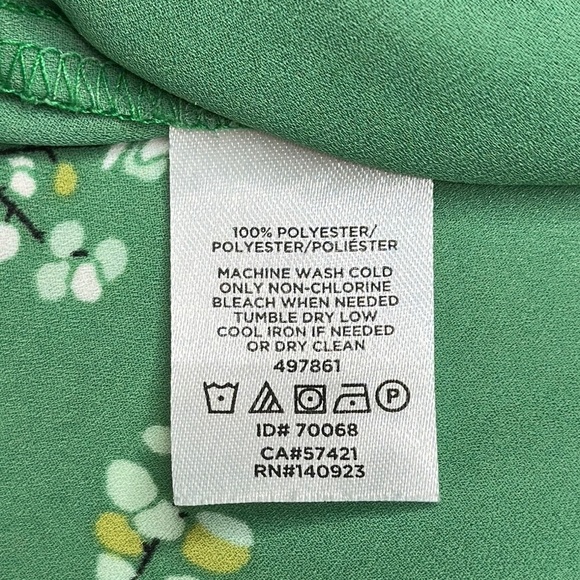 100% POLYESTER/
POLYESTER/POLIÉSTER
MACHINE WASH COLD
ONLY NON-CHLORINE
BLEACH WHEN NEEDED
TUMBLE DRY LOW
COOL IRON IF NEEDED
OR DRY CLEAN
497861
P
ID# 70068
CA#57421
RN#140923